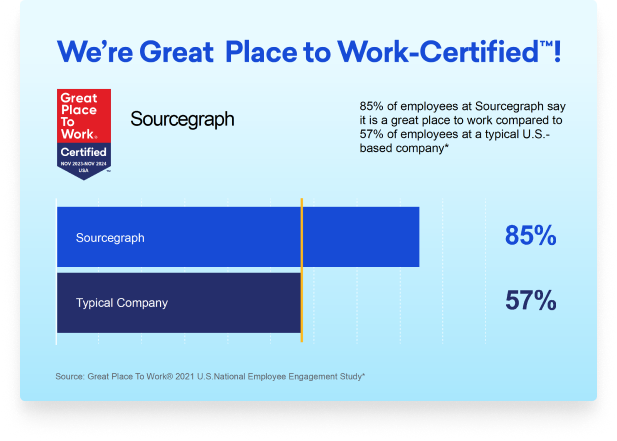 We're Great Place to Work-Certified™!
Great
Place
To
Work®
Certified
NOV 2023-NOV 2024
USA
™
Sourcegraph
85% of employees at Sourcegraph say
it is a great place to work compared to
57% of employees at a typical U.S.-
based company*
Sourcegraph
85%
Typical Company
57%
Source: Great Place To Work® 2021 U.S.National Employee Engagement Study*